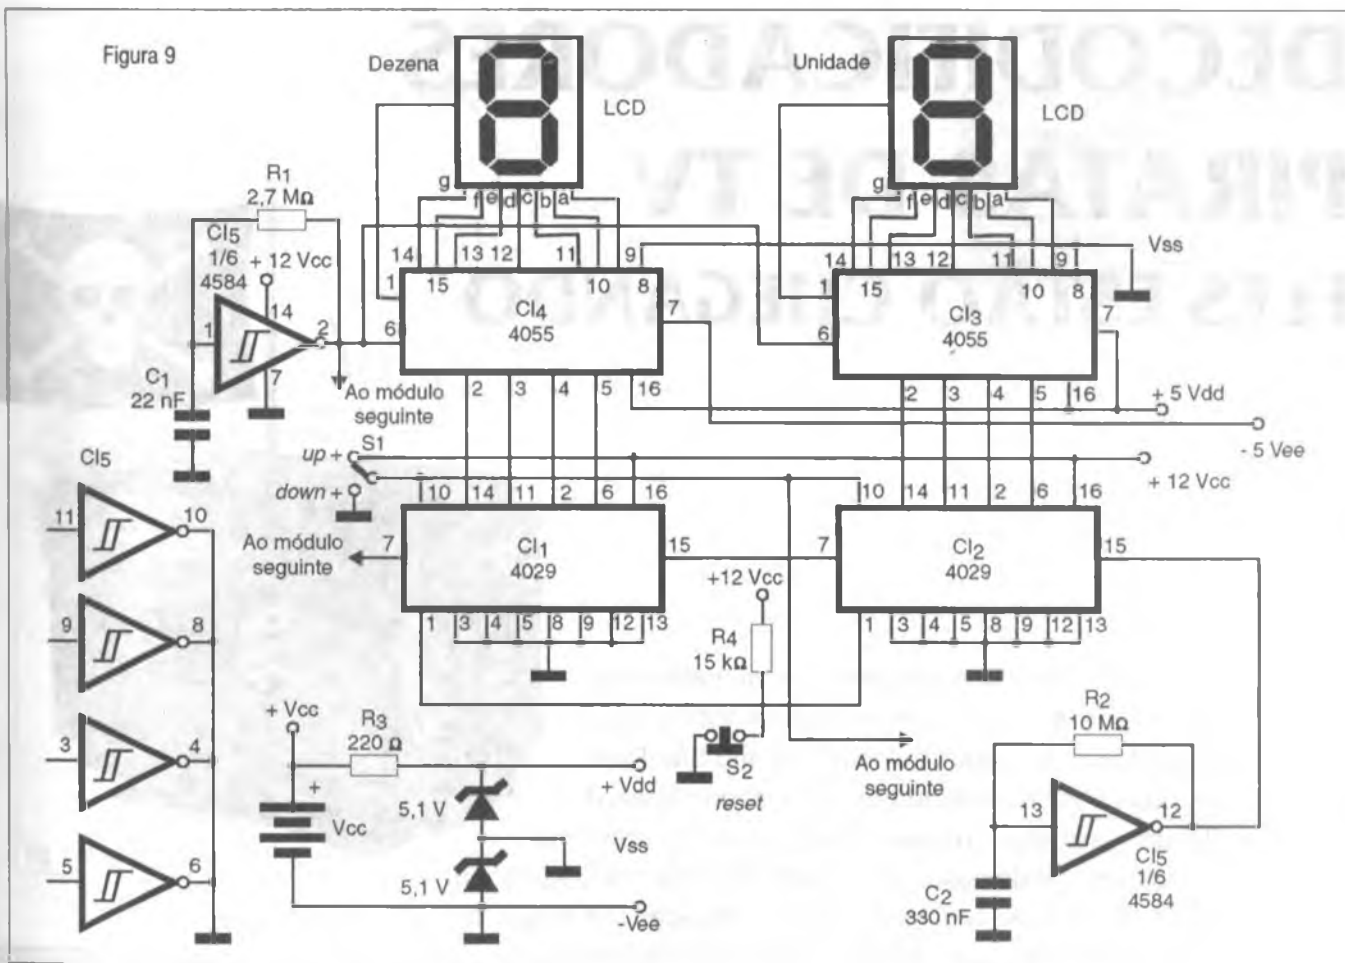 Figura 9
Dezena
LCD
Unidade
LCD
g f e d c b a
g f e d c b a
R1
2,7 MΩ
CI5
1/6
4584
+ 12 Vcc
14
1
2
7
C1
22 nF
Ao módulo
seguinte
14 15 13 12 11 10 9 8
1
6
CI4
4055
7
2 3 4 5 16
14 15 13 12 11 10 9 8
1
6
CI3
4055
7
2 3 4 5 16
Vss
+ 5 Vdd
- 5 Vee
+ 12 Vcc
up +
S1
down +
CI5
11
10
9
8
3
4
5
6
10 14 11 2 6 16
Ao módulo
seguinte
7
CI1
4029
15
1 3 4 5 8 9 12 13
10 14 11 2 6 16
7
CI2
4029
15
1 3 4 5 8 9 12 13
+12 Vcc
R4
15 kΩ
S2
reset
Ao módulo
seguinte
+ Vcc
R3
220 Ω
+
Vcc
5,1 V
5,1 V
+ Vdd
Vss
-Vee
R2
10 MΩ
13
12
CI5
1/6
4584
C2
330 nF